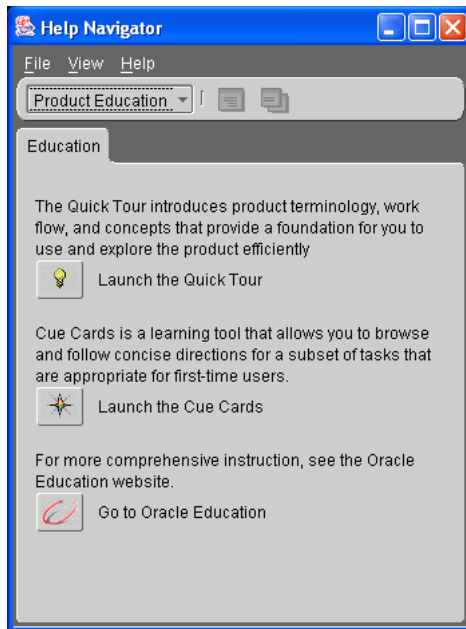 Help Navigator
File View Help
Product Education
Education
The Quick Tour introduces product terminology, work
flow, and concepts that provide a foundation for you to
use and explore the product efficiently
Launch the Quick Tour
Cue Cards is a learning tool that allows you to browse
and follow concise directions for a subset of tasks that
are appropriate for first-time users.
Launch the Cue Cards
For more comprehensive instruction, see the Oracle
Education website.
Go to Oracle Education